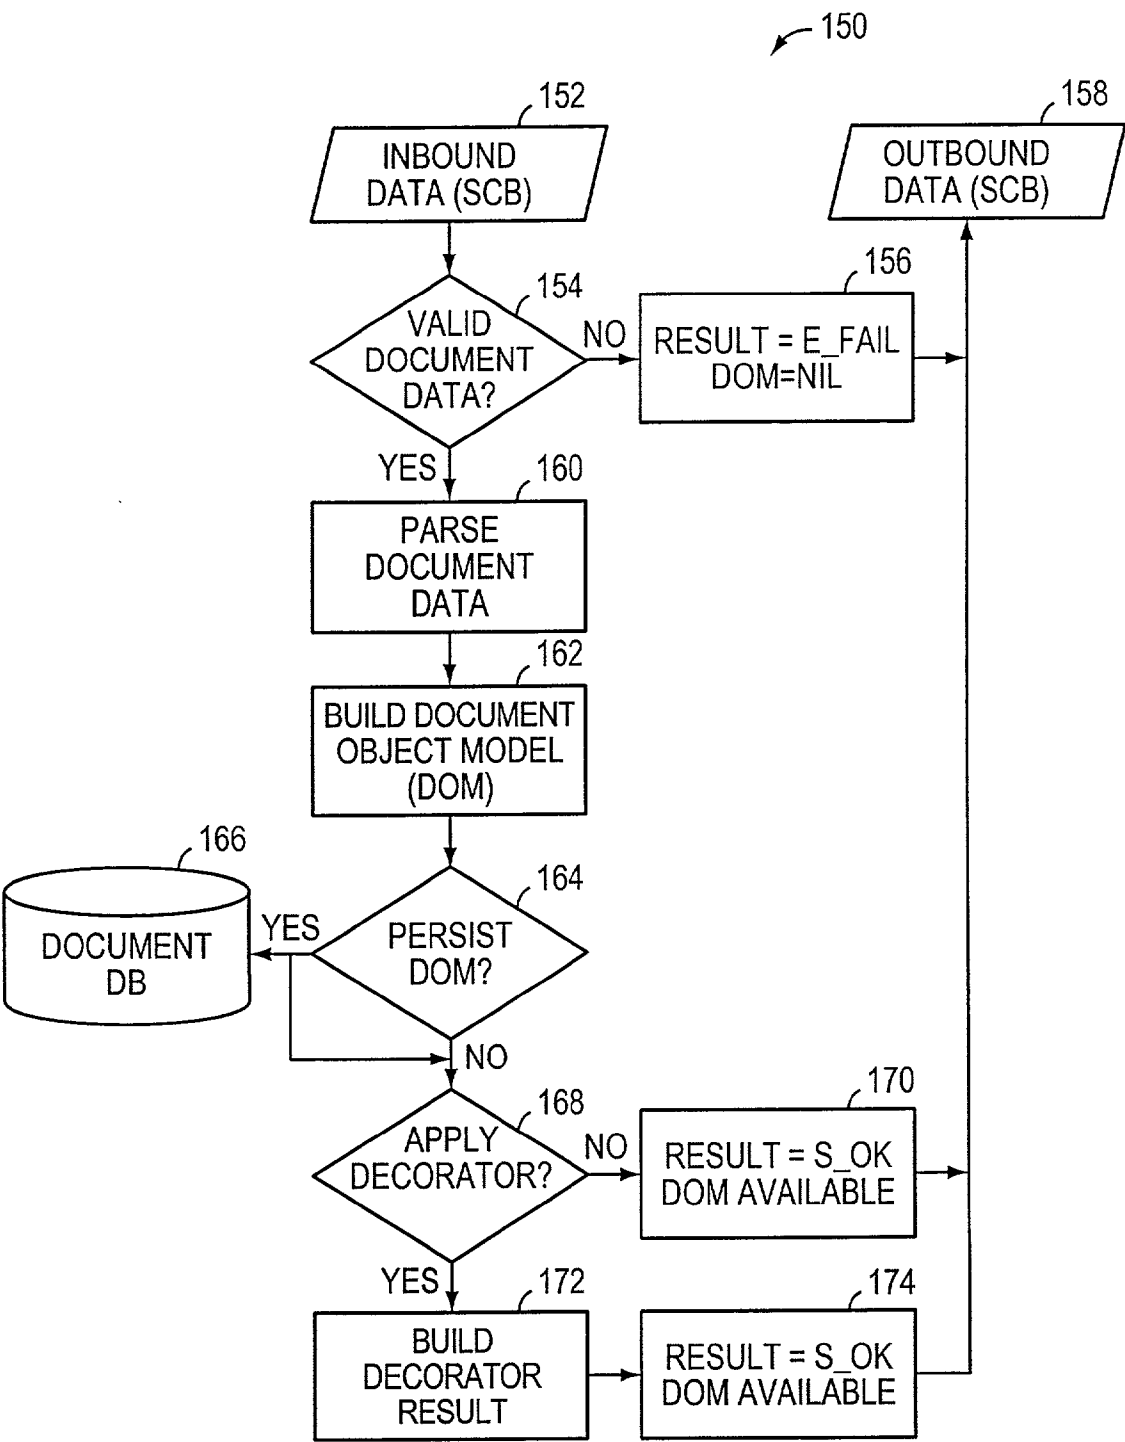 150
152
INBOUND
DATA (SCB)
158
OUTBOUND
DATA (SCB)
154
VALID
DOCUMENT
DATA?
NO
156
RESULT = E_FAIL
DOM=NIL
YES
160
PARSE
DOCUMENT
DATA
162
BUILD DOCUMENT
OBJECT MODEL
(DOM)
166
DOCUMENT
DB
YES
164
PERSIST
DOM?
NO
168
APPLY
DECORATOR?
NO
170
RESULT = S_OK
DOM AVAILABLE
YES
172
BUILD
DECORATOR
RESULT
174
RESULT = S_OK
DOM AVAILABLE